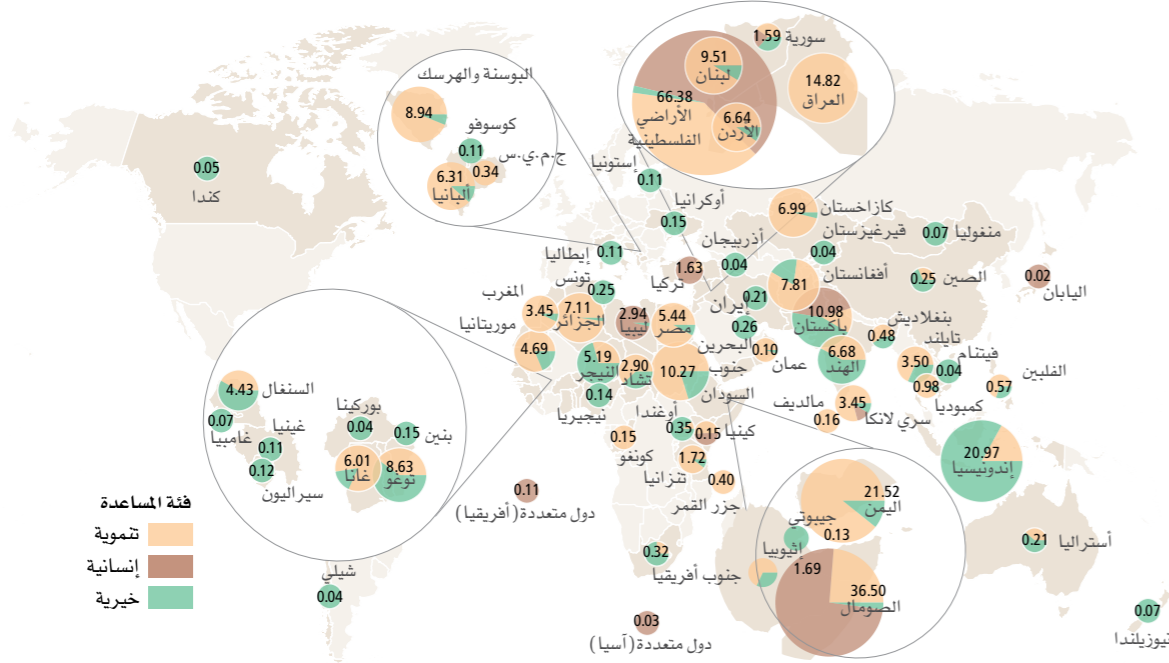 سورية
1.59
9.51
لبنان
14.82
العراق
66.38
الأراضي
الفلسطينية
6.64
الأردن
البوسنة والهرسك
8.94
كوسوفو
0.11
ج.م.ي.س
0.34
6.31
ألبانيا
0.05
كندا
إستونيا
0.11
أوكرانيا
0.15
كازاخستان
6.99
قيرغيزستان
0.04
منغوليا
0.07
أذربيجان
0.04
إيطاليا
0.11
تركيا
1.63
أفغانستان
7.81
الصين
0.25
0.02
اليابان
تونس
0.25
إيران
0.21
المغرب
3.45
7.11
الجزائر
2.94
ليبيا
5.44
مصر
0.26
البحرين
10.98
باكستان
بنغلاديش
0.48
تايلند
3.50
فيتنام
0.04
موريتانيا
4.69
5.19
النيجر
2.90
تشاد
10.27
جنوب
السودان
0.10
عمان
6.68
الهند
0.98
كمبوديا
الفلبين
0.57
0.14
نيجيريا
أوغندا
0.35
كينيا
0.15
مالديف
0.16
3.45
سري لانكا
0.15
كونغو
1.72
تنزانيا
0.40
جزر القمر
20.97
إندونيسيا
السنغال
4.43
0.07
غامبيا
غينيا
0.11
0.12
سيراليون
بوركينا
0.04
بنين
0.15
6.01
غانا
8.63
توغو
0.11
دول متعددة (أفريقيا)
21.52
اليمن
جيبوتي
0.13
إثيوبيا
1.69
36.50
الصومال
0.32
جنوب أفريقيا
0.21
أستراليا
0.07
نيوزيلندا
0.03
دول متعددة (آسيا)
شيلي
0.04
فئة المساعدة
تنموية
إنسانية
خيرية